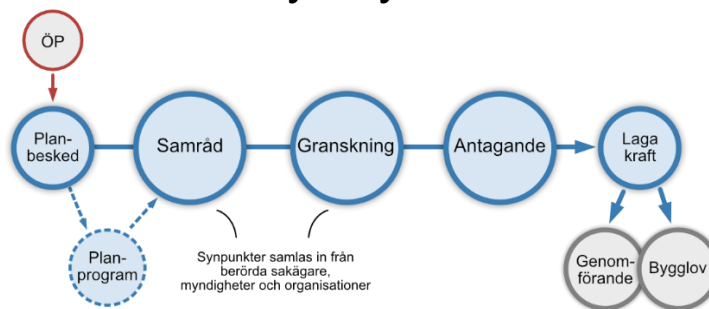 ÖP
Plan-
besked
Samråd
Granskning
Antagande
Laga
kraft
Plan-
program
Synpunkter samlas in från
berörda sakägare,
myndigheter och organisationer
Genom-
förande
Bygglov